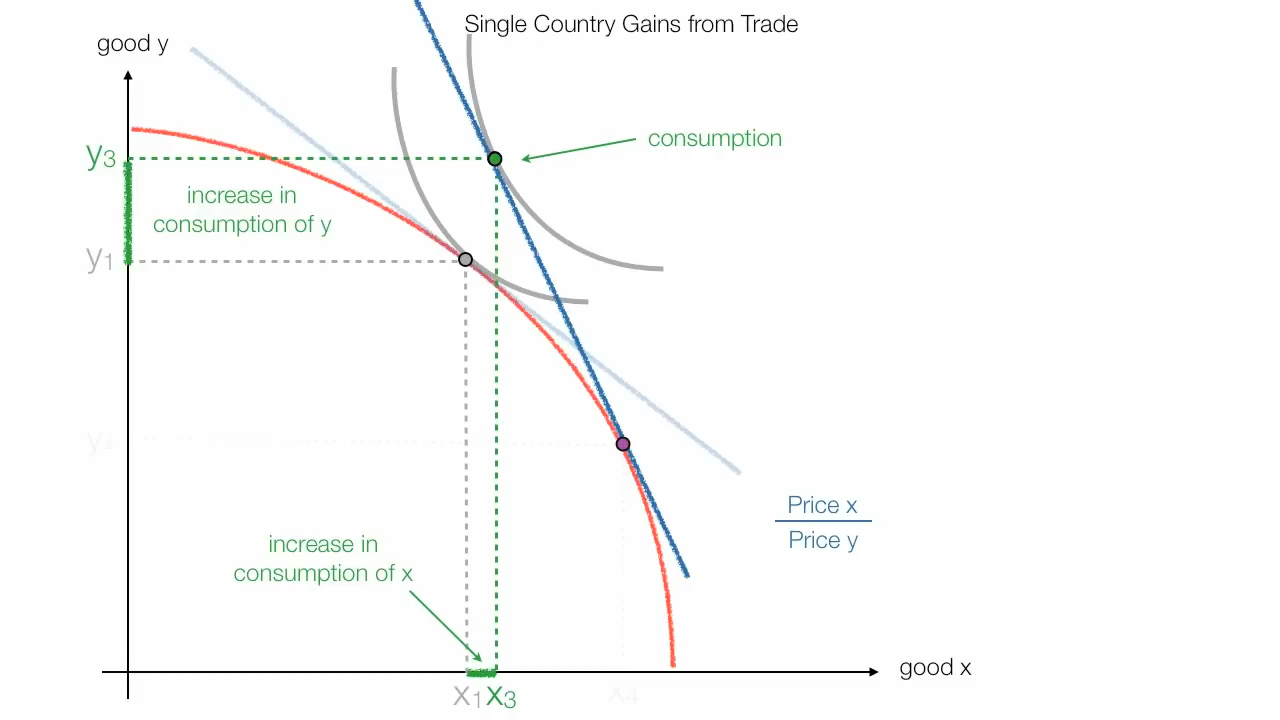 Single Country Gains from Trade
good y
consumption
y3
increase in
consumption of y
y1
Price x
Price y
increase in
consumption of x
good x
x1 x3